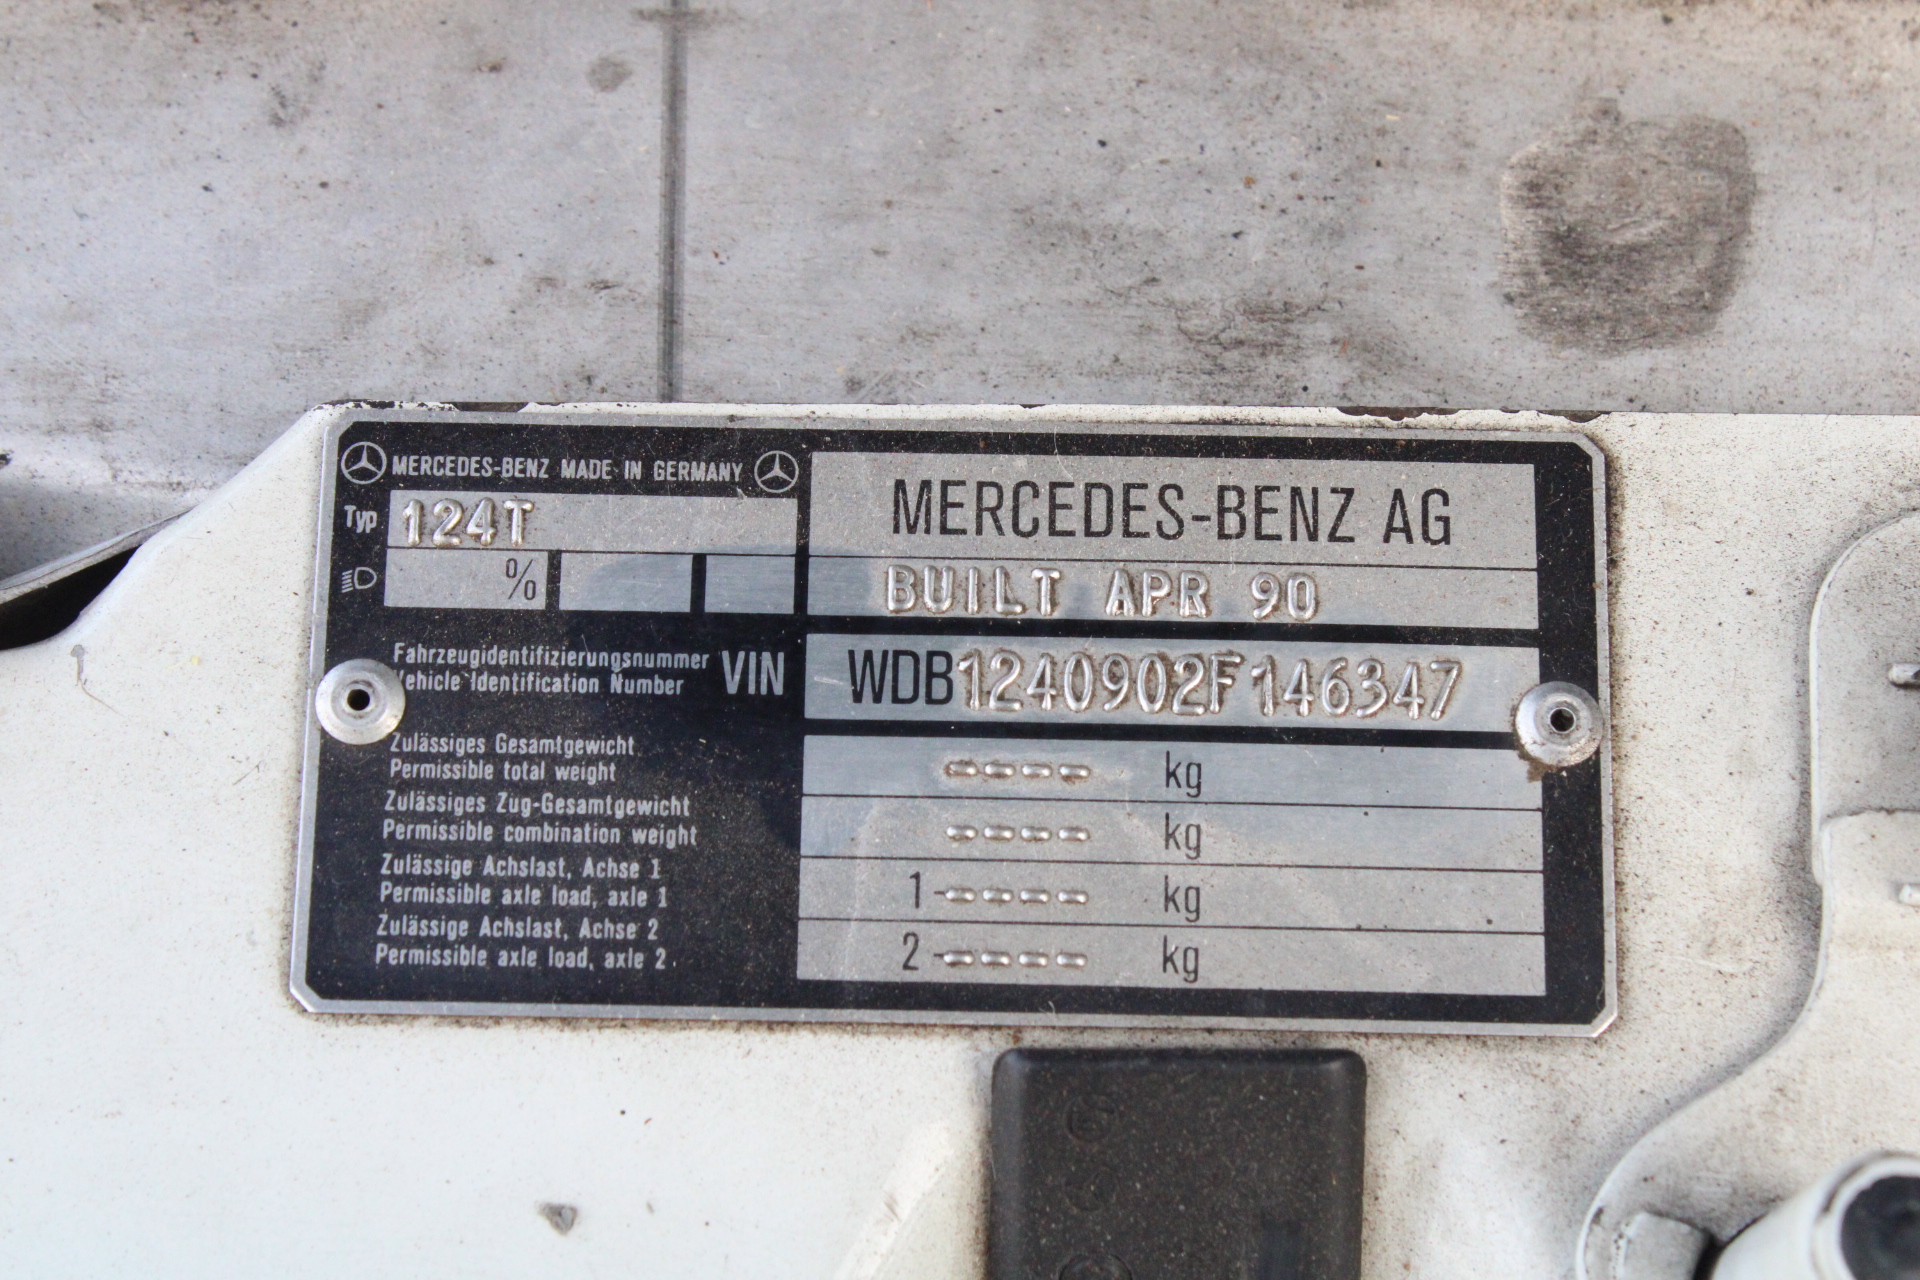 MERCEDES-BENZ MADE IN GERMANY
Typ 124T
%
MERCEDES-BENZ AG
BUILT APR 90
Fahrzeugidentifizierungsnummer
Vehicle Identification Number
VIN WDB1240902F146347
Zulässiges Gesamtgewicht
Permissible total weight
---- kg
Zulässiges Zug-Gesamtgewicht
Permissible combination weight
---- kg
Zulässige Achslast, Achse 1
Permissible axle load, axle 1
1----- kg
Zulässige Achslast, Achse 2
Permissible axle load, axle 2
2----- kg